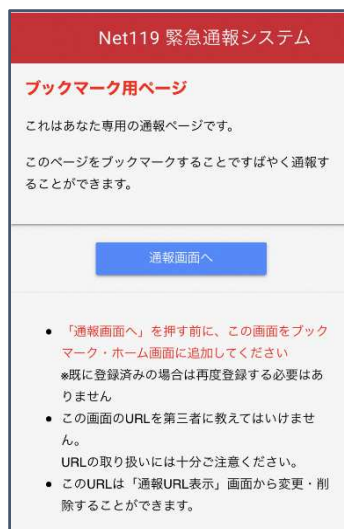 Net119 緊急通報システム
ブックマーク用ページ
これはあなた専用の通報ページです。
このページをブックマークすることですばやく通報す
ることができます。
通報画面へ
● 「通報画面へ」を押す前に、この画面をブック
マーク・ホーム画面に追加してください
※既に登録済みの場合は再度登録する必要はあ
りません
● この画面のURLを第三者に教えてはいけませ
ん。
URLの取り扱いには十分ご注意ください。
● このURLは「通報URL表示」画面から変更・削
除することができます。